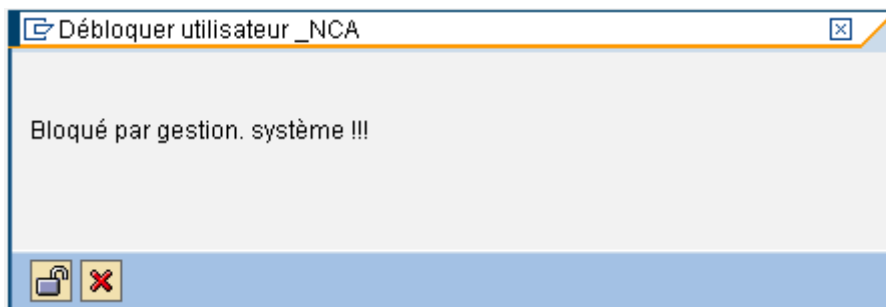 Débloquer utilisateur _NCA
Bloqué par gestion. système !!!